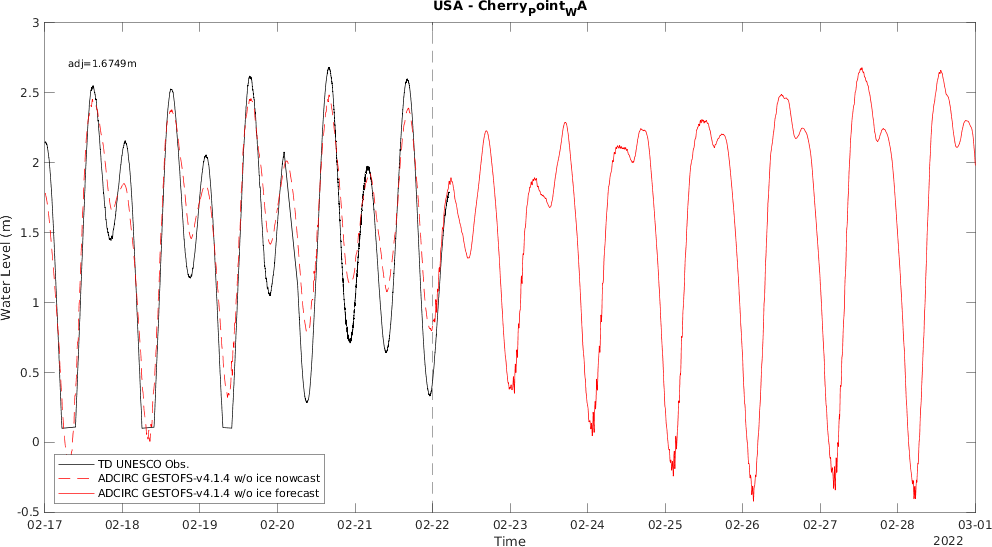 USA - CherryPointWA
adj=1.6749m
Water Level (m)
3
2.5
2
1.5
1
0.5
0
-0.5
TD UNESCO Obs.
ADCIRC GESTOFS-v4.1.4 w/o ice nowcast
ADCIRC GESTOFS-v4.1.4 w/o ice forecast
02-17 02-18 02-19 02-20 02-21 02-22 02-23 02-24 02-25 02-26 02-27 02-28 03-01
Time
2022